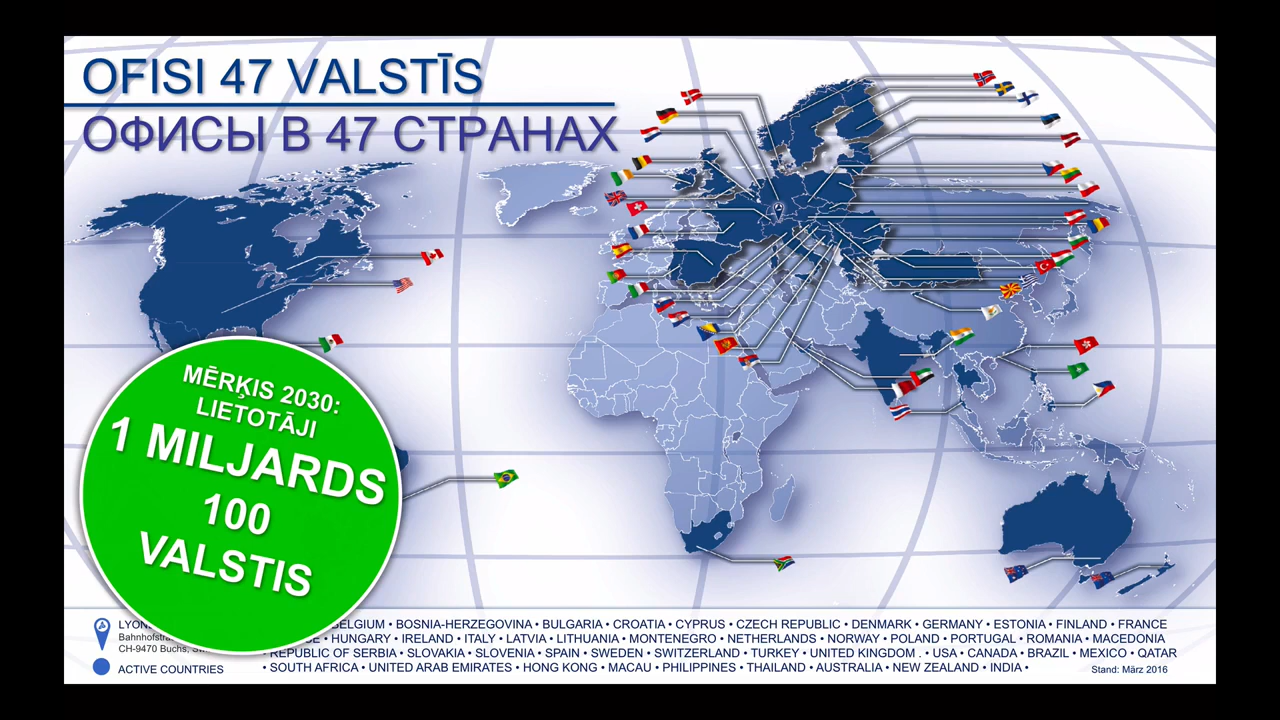 OFISI 47 VALSTĪS
ОФИСЫ В 47 СТРАНАХ
MĒRĶIS 2030:
LIETOTĀJI
1 MILJARDS
100
VALSTIS
BELGIUM • BOSNIA-HERZEGOVINA • BULGARIA • CROATIA • CYPRUS • CZECH REPUBLIC • DENMARK • GERMANY • ESTONIA • FINLAND • FRANCE
• HUNGARY • IRELAND • ITALY • LATVIA • LITHUANIA • MONTENEGRO • NETHERLANDS • NORWAY • POLAND • PORTUGAL • ROMANIA • MACEDONIA
CH-9470 Buchs,
• REPUBLIC OF SERBIA • SLOVAKIA • SLOVENIA • SPAIN • SWEDEN • SWITZERLAND • TURKEY • UNITED KINGDOM . • USA • CANADA • BRAZIL • MEXICO • QATAR
ACTIVE COUNTRIES
• SOUTH AFRICA • UNITED ARAB EMIRATES • HONG KONG • MACAU • PHILIPPINES • THAILAND • AUSTRALIA • NEW ZEALAND • INDIA •
Stand: März 2016